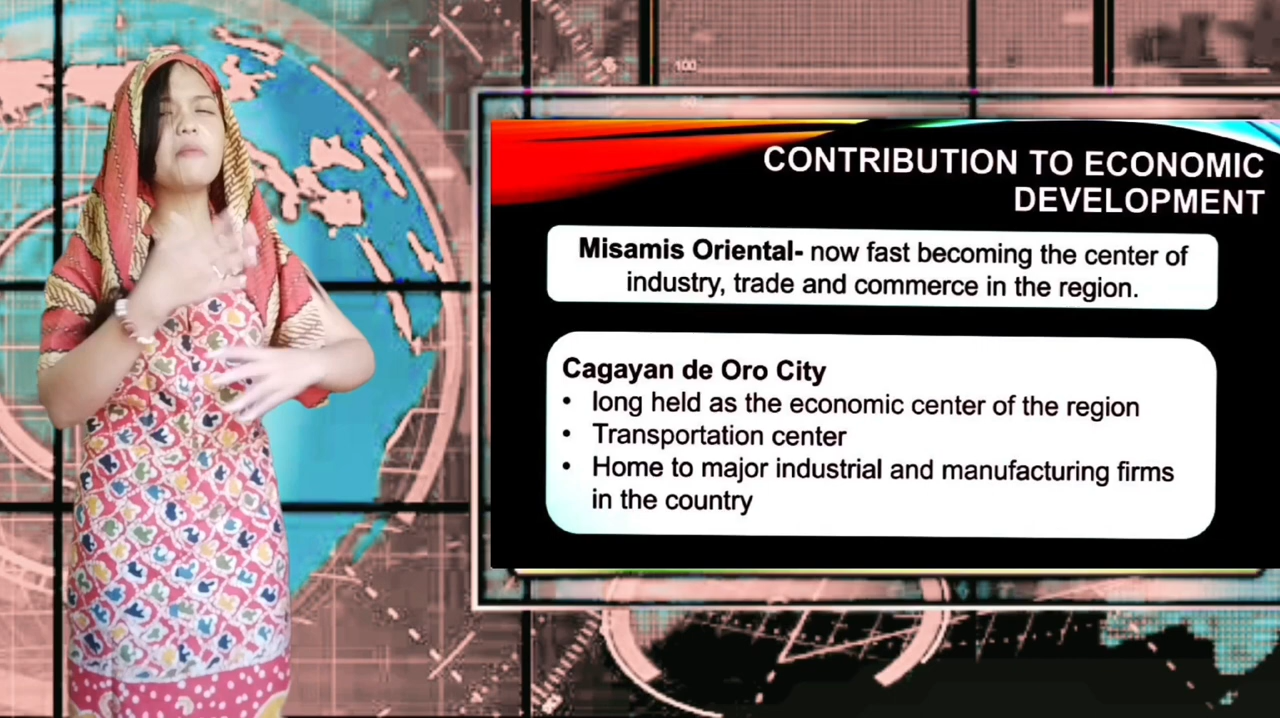 100
CONTRIBUTION TO ECONOMIC
DEVELOPMENT
Misamis Oriental- now fast becoming the center of
industry, trade and commerce in the region.
Cagayan de Oro City
• long held as the economic center of the region
• Transportation center
• Home to major industrial and manufacturing firms
in the country